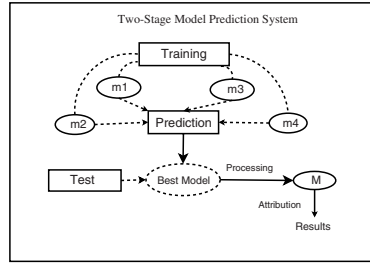 Two-Stage Model Prediction System
Training
m1
m3
m2
Prediction
m4
Processing
Test
Best Model
M
Attribution
Results